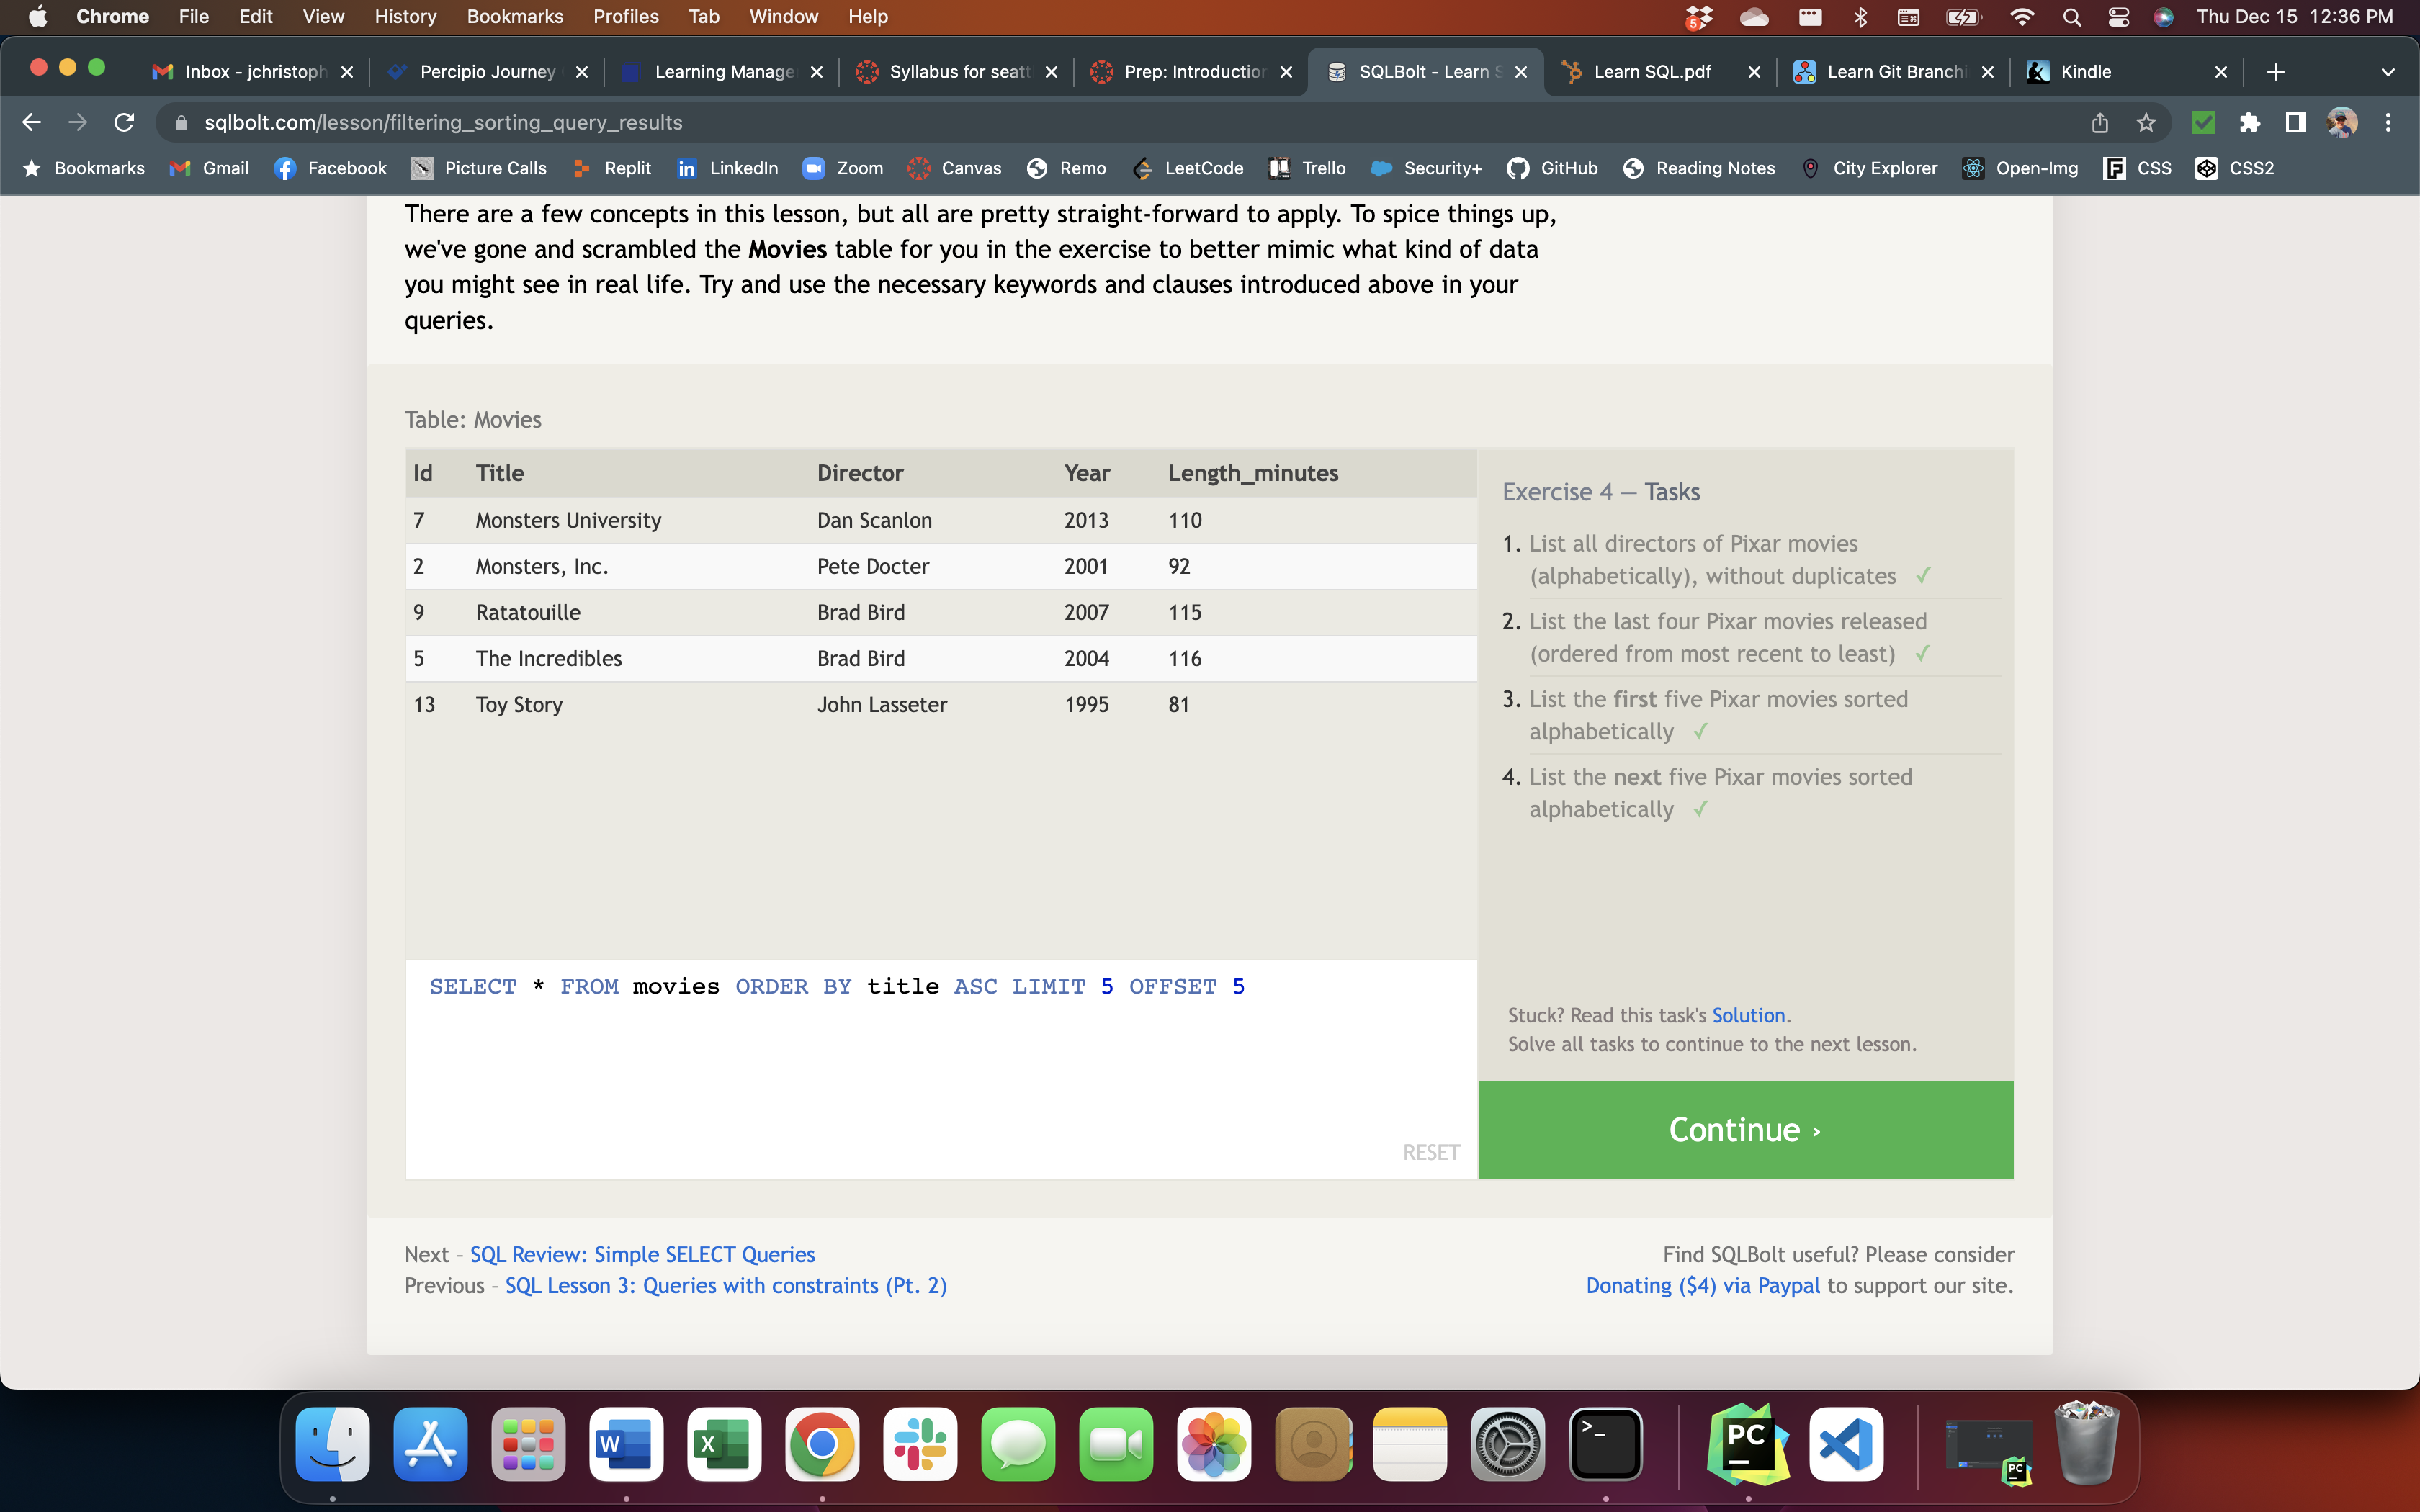 Chrome File Edit View History Bookmarks Profiles Tab Window Help 5 Thu Dec 15 12:36 PM
Inbox - jchristoph Percipio Journey Learning Manage Syllabus for seatt Prep: Introduction SQLBolt - Learn S Learn SQL.pdf Learn Git Branchi Kindle
sqlbolt.com/lesson/filtering_sorting_query_results
Bookmarks Gmail Facebook Picture Calls Replit LinkedIn Zoom Canvas Remo LeetCode Trello Security+ GitHub Reading Notes City Explorer Open-Img CSS CSS2
There are a few concepts in this lesson, but all are pretty straight-forward to apply. To spice things up,
we've gone and scrambled the Movies table for you in the exercise to better mimic what kind of data
you might see in real life. Try and use the necessary keywords and clauses introduced above in your
queries.
Table: Movies
Id Title Director Year Length_minutes
7 Monsters University Dan Scanlon 2013 110
2 Monsters, Inc. Pete Docter 2001 92
9 Ratatouille Brad Bird 2007 115
5 The Incredibles Brad Bird 2004 116
13 Toy Story John Lasseter 1995 81
SELECT * FROM movies ORDER BY title ASC LIMIT 5 OFFSET 5
RESET
Exercise 4 — Tasks
1. List all directors of Pixar movies
(alphabetically), without duplicates ✓
2. List the last four Pixar movies released
(ordered from most recent to least) ✓
3. List the first five Pixar movies sorted
alphabetically ✓
4. List the next five Pixar movies sorted
alphabetically ✓
Stuck? Read this task's Solution.
Solve all tasks to continue to the next lesson.
Continue ›
Next – SQL Review: Simple SELECT Queries
Previous – SQL Lesson 3: Queries with constraints (Pt. 2)
Find SQLBolt useful? Please consider
Donating ($4) via Paypal to support our site.
W X >_ PC PC